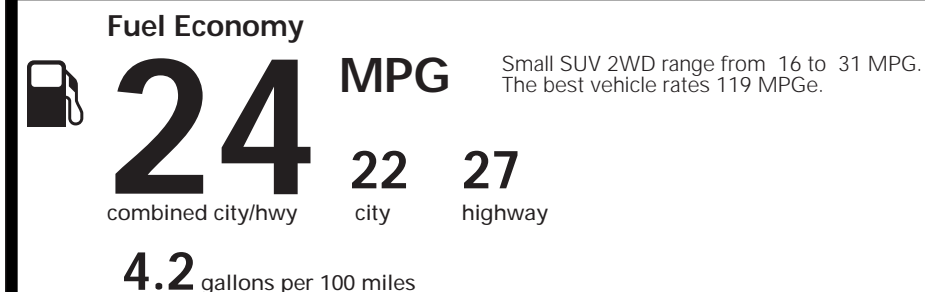 Fuel Economy
24 MPG
Small SUV 2WD range from 16 to 31 MPG.
The best vehicle rates 119 MPGe.
22 27
combined city/hwy city highway
4.2 gallons per 100 miles